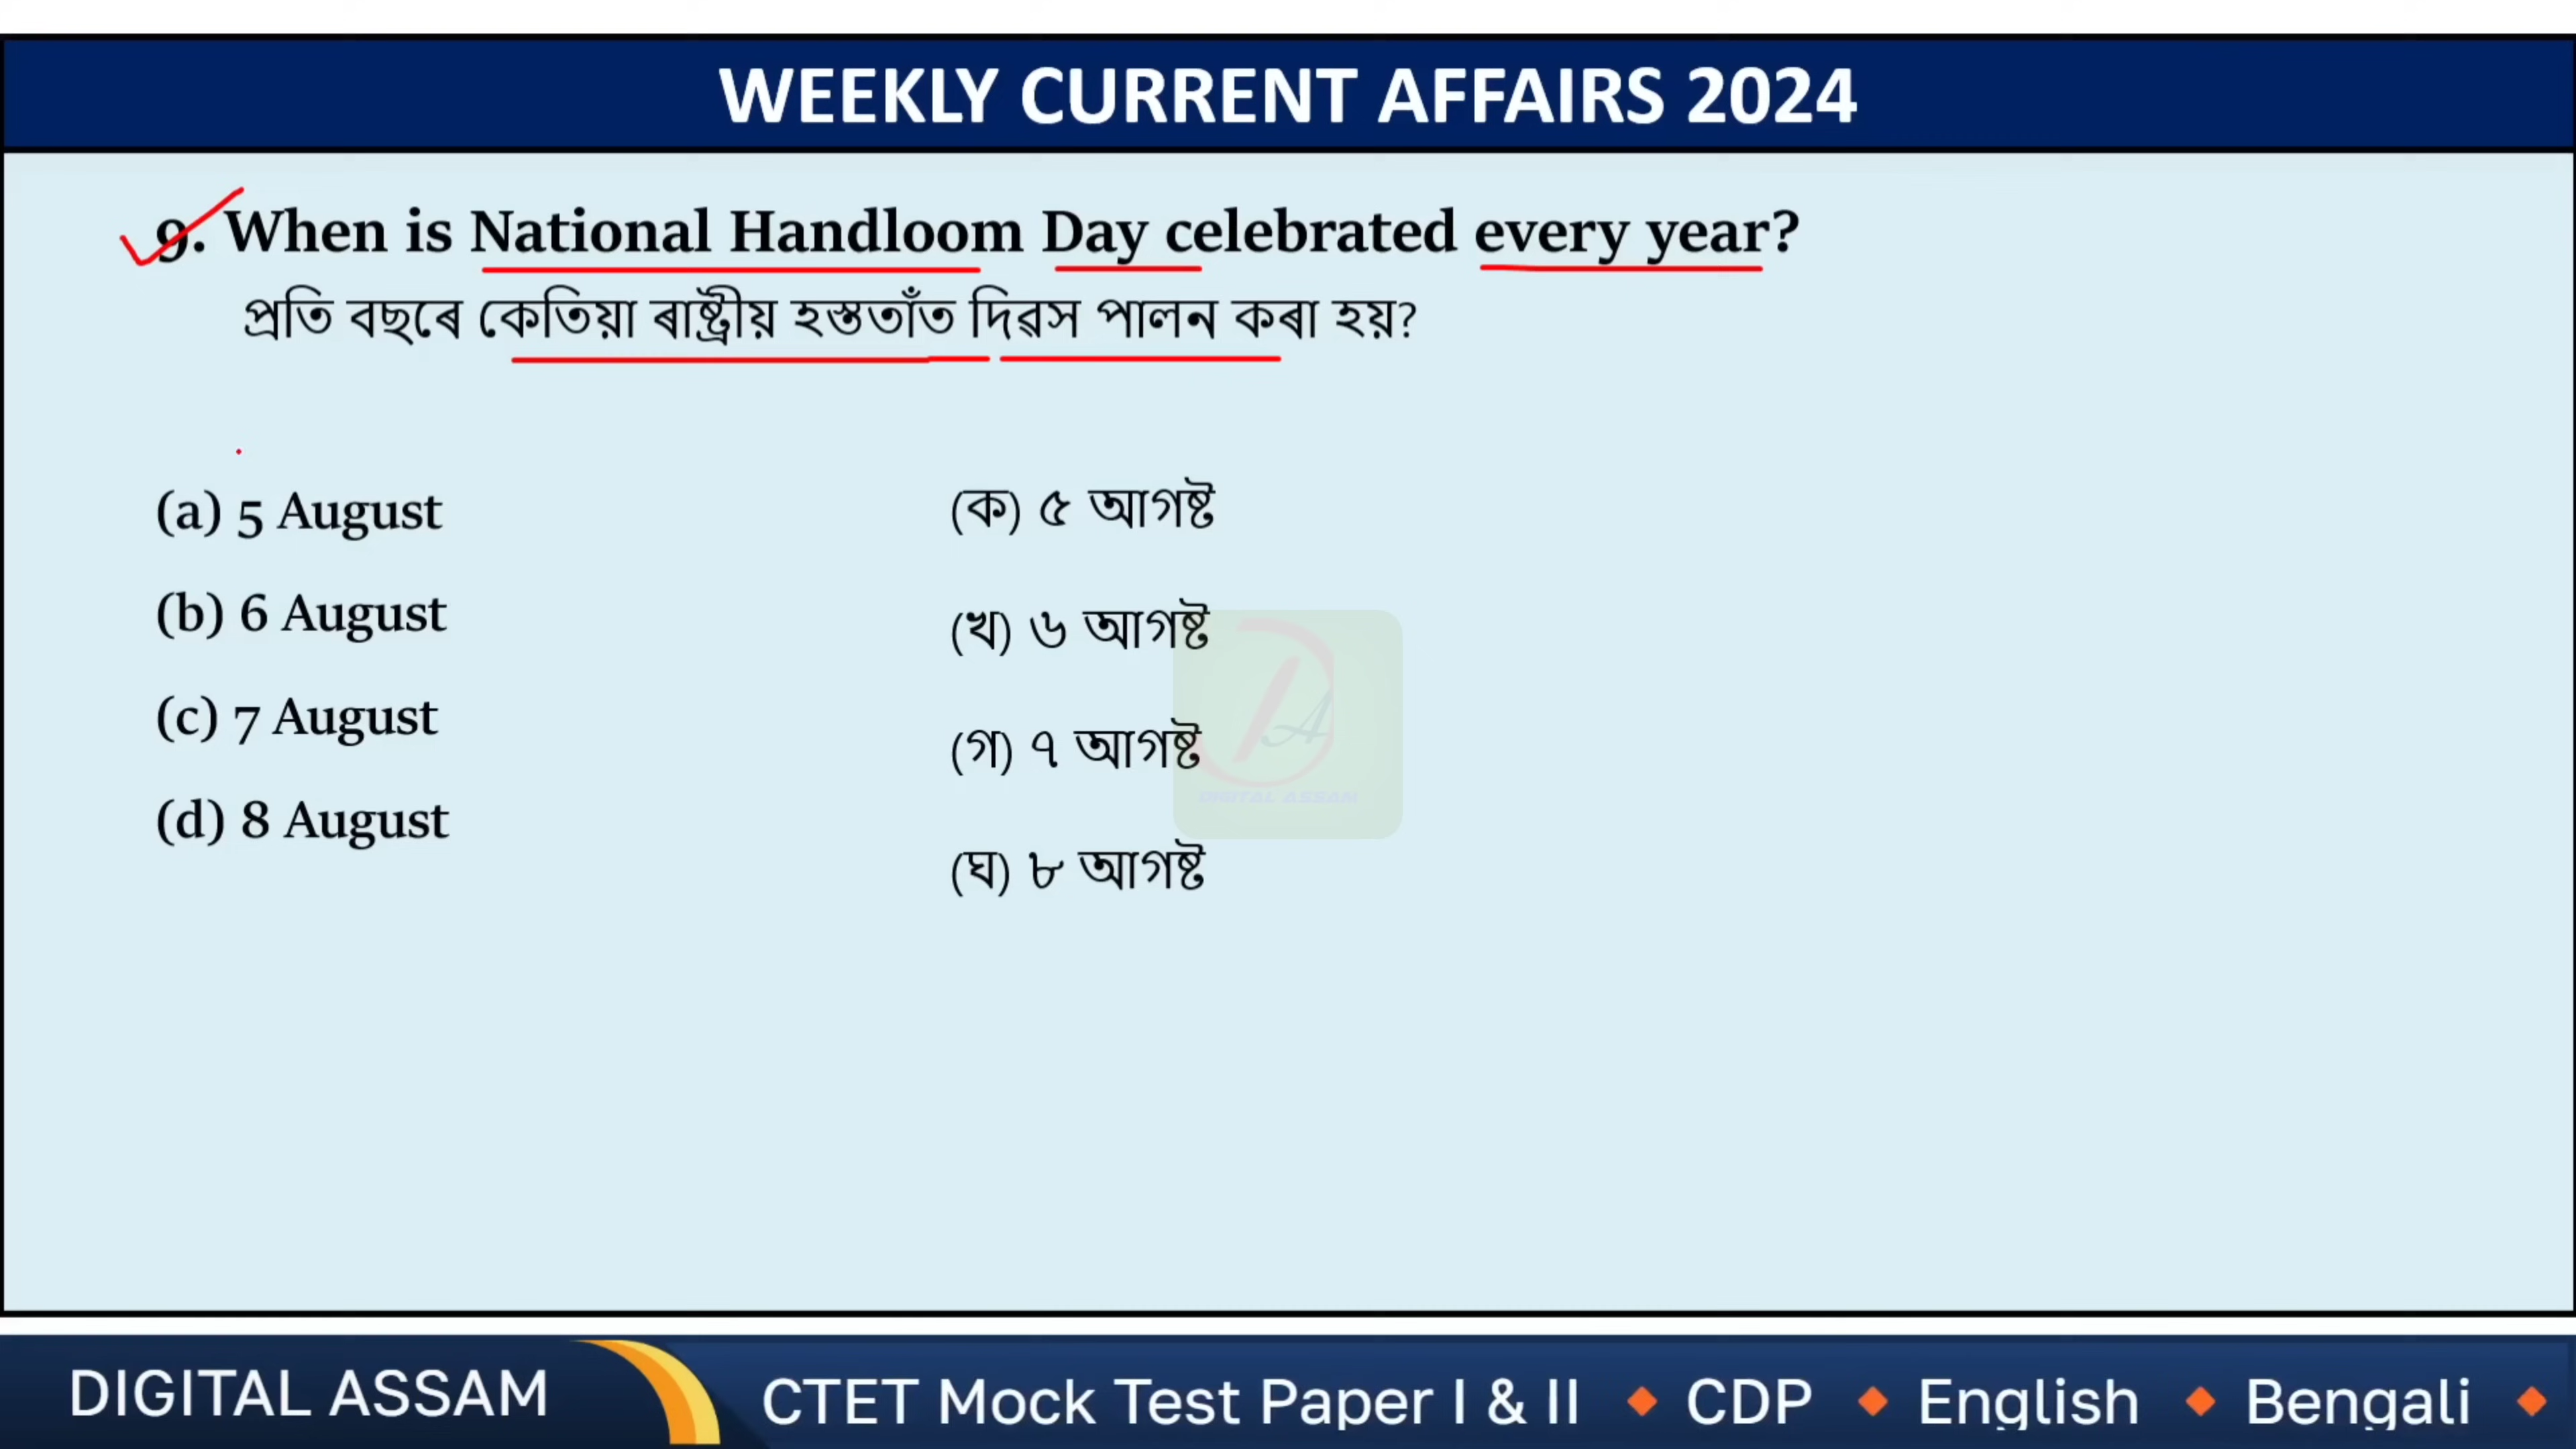 WEEKLY CURRENT AFFAIRS 2024
9. When is National Handloom Day celebrated every year?
প্ৰতি বছৰে কেতিয়া ৰাষ্ট্ৰীয় হস্ততাঁত দিৱস পালন কৰা হয়?
(a) 5 August
(b) 6 August
(c) 7 August
(d) 8 August
(ক) ৫ আগষ্ট
(খ) ৬ আগষ্ট
(গ) ৭ আগষ্ট
(ঘ) ৮ আগষ্ট
DIGITAL ASSAM
DIGITAL ASSAM
CTET Mock Test Paper I & II ◆ CDP ◆ English ◆ Bengali ◆